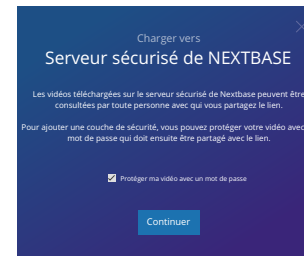 Charger vers
Serveur sécurisé de NEXTBASE
Les vidéos téléchargées sur le serveur sécurisé de Nextbase peuvent être
consultées par toute personne avec qui vous partagez le lien.
Pour ajouter une couche de sécurité, vous pouvez protéger votre vidéo avec
mot de passe qui doit ensuite être partagé avec le lien.
Protéger ma vidéo avec un mot de passe
Continuer